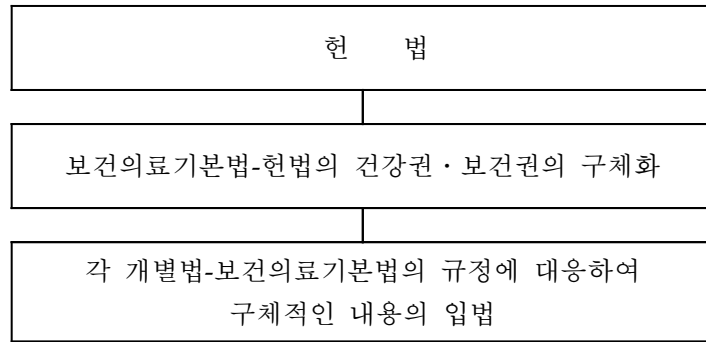 헌 법
보건의료기본법-헌법의 건강권·보건권의 구체화
각 개별법-보건의료기본법의 규정에 대응하여
구체적인 내용의 입법